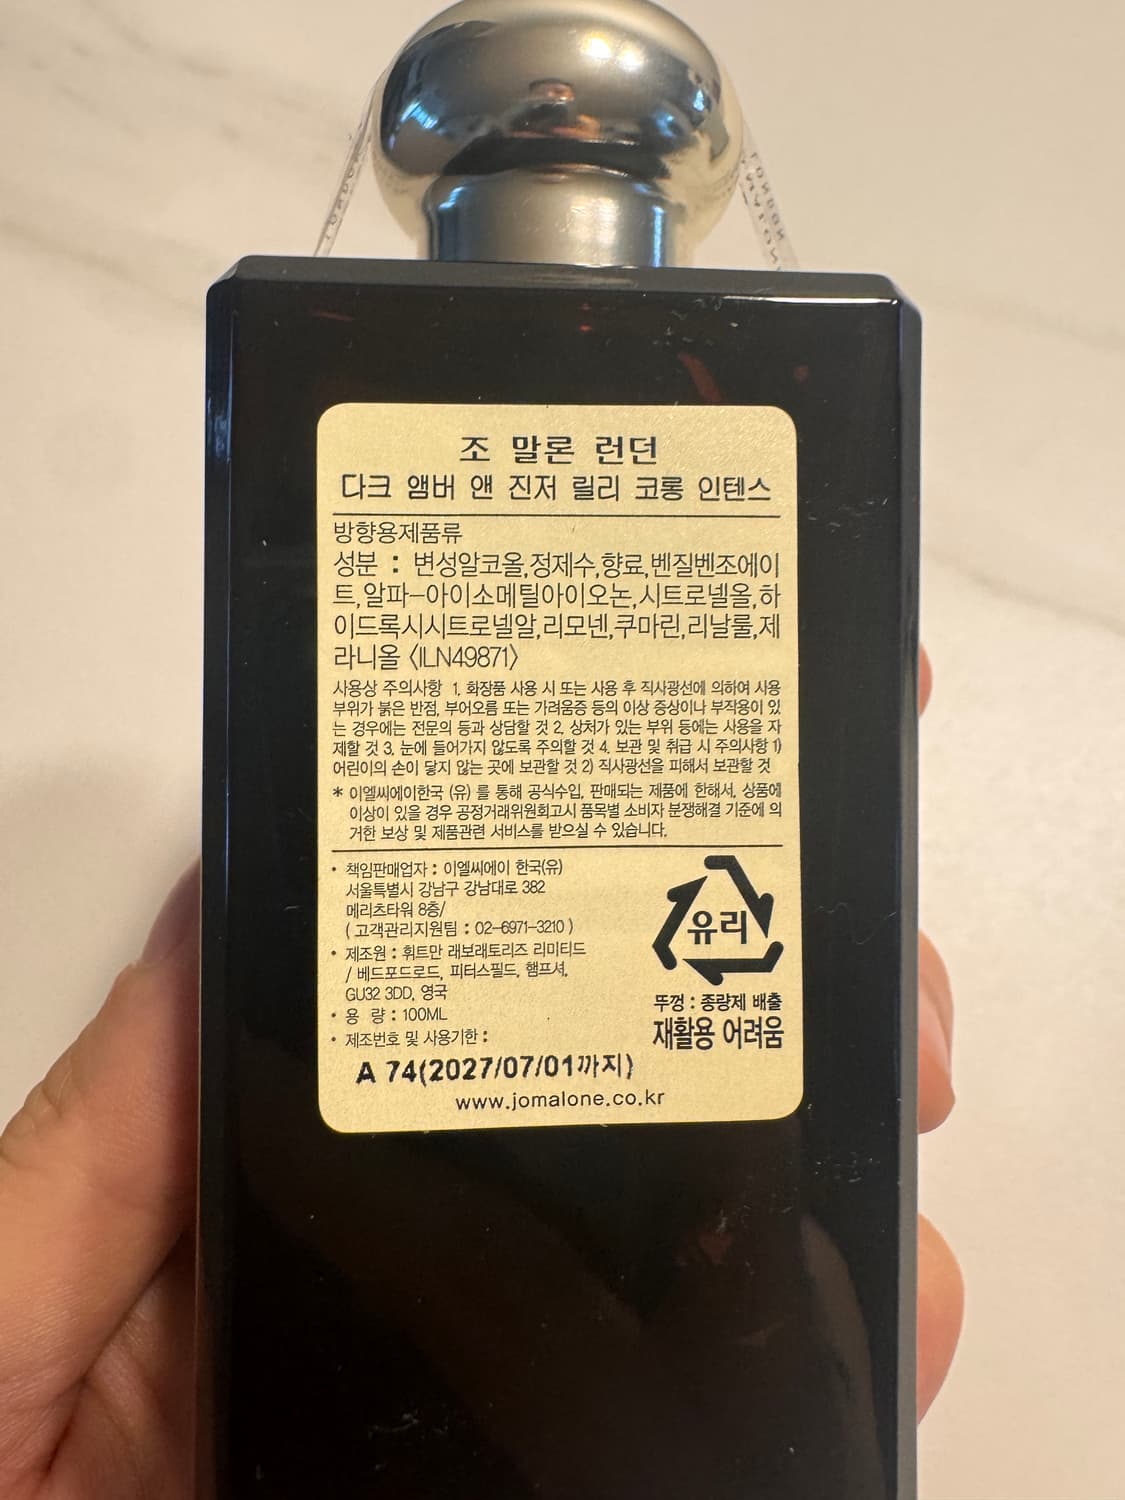 LONDON
LONDON
MALONE
조 말론 런던
다크 앰버 앤 진저 릴리 코롱 인텐스
방향용제품류
성분 : 변성알코올,정제수,향료,벤질벤조에이
트,알파-아이소메틸아이오논,시트로넬올,하
이드록시시트로넬알,리모넨,쿠마린,리날룰,제
라니올 〈ILN49871〉
사용상 주의사항 1. 화장품 사용 시 또는 사용 후 직사광선에 의하여 사용
부위가 붉은 반점, 부어오름 또는 가려움증 등의 이상 증상이나 부작용이 있
는 경우에는 전문의 등과 상담할 것 2. 상처가 있는 부위 등에는 사용을 자
제할 것 3. 눈에 들어가지 않도록 주의할 것 4. 보관 및 취급 시 주의사항 1)
어린이의 손이 닿지 않는 곳에 보관할 것 2) 직사광선을 피해서 보관할 것
* 이엘씨에이한국 (유) 를 통해 공식수입, 판매되는 제품에 한해서, 상품에
이상이 있을 경우 공정거래위원회고시 품목별 소비자 분쟁해결 기준에 의
거한 보상 및 제품관련 서비스를 받으실 수 있습니다.
• 책임판매업자 : 이엘씨에이 한국(유)
서울특별시 강남구 강남대로 382
메리츠타워 8층/
( 고객관리지원팀 : 02-6971-3210 )
• 제조원 : 휘트만 래보래토리즈 리미티드
/ 베드포드로드, 피터스필드, 햄프셔,
GU32 3DD, 영국
• 용 량 : 100ML
• 제조번호 및 사용기한 :
A 74(2027/07/01까지)
유리
뚜껑 : 종량제 배출
재활용 어려움
www.jomalone.co.kr